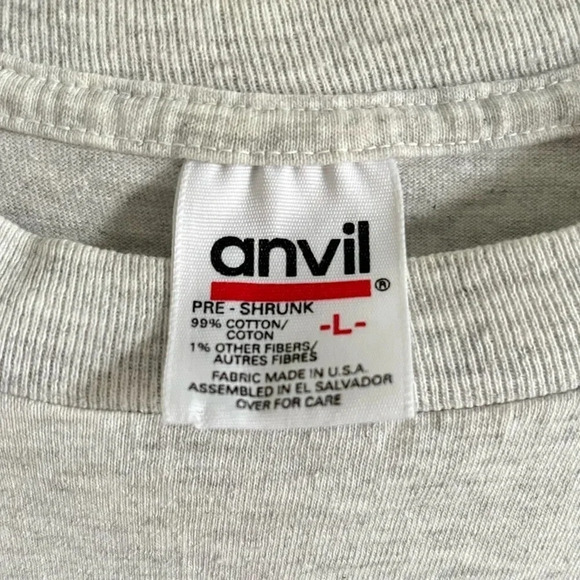 anvil®
PRE - SHRUNK
99% COTTON/
COTON
-L-
1% OTHER FIBERS/
AUTRES FIBRES
FABRIC MADE IN U.S.A.
ASSEMBLED IN EL SALVADOR
OVER FOR CARE